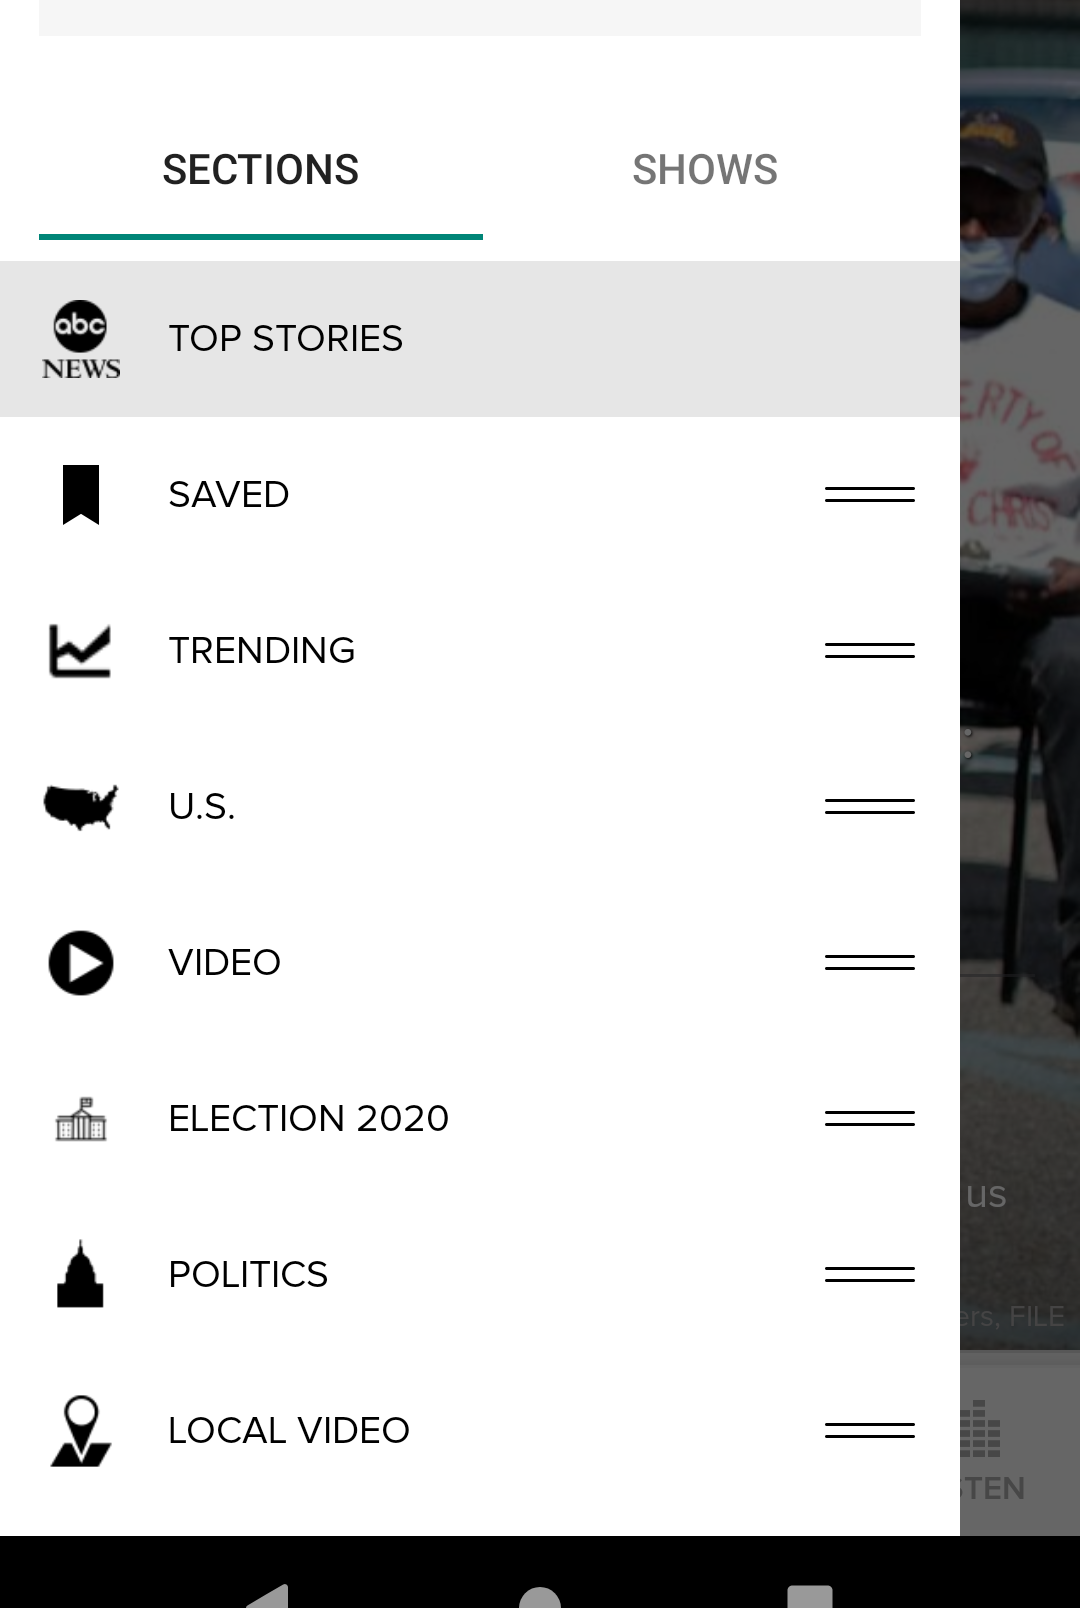 SECTIONS
SHOWS
abc
NEWS
TOP STORIES
SAVED
TRENDING
U.S.
VIDEO
ELECTION 2020
POLITICS
LOCAL VIDEO
ERTY OF
CHRIS
us
ers, FILE
STEN